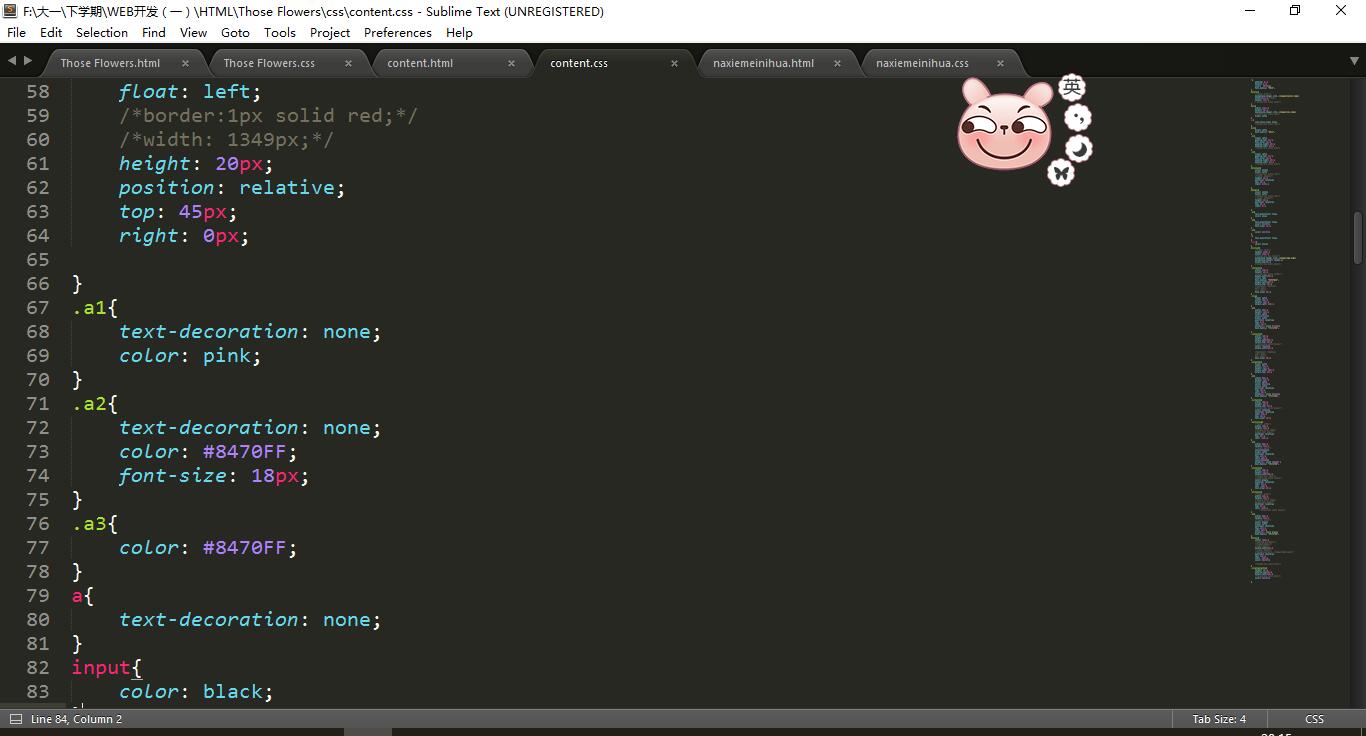 F:\大一\下学期\WEB开发 ( 一 ) \HTML\Those Flowers\css\content.css - Sublime Text (UNREGISTERED)
File Edit Selection Find View Goto Tools Project Preferences Help
Those Flowers.html × Those Flowers.css × content.html × content.css × naxiemeinihua.html × naxiemeinihua.css ×
58 float: left;
英
59 /*border:1px solid red;*/
60 /*width: 1349px;*/
61 height: 20px;
62 position: relative;
63 top: 45px;
64 right: 0px;
65
66 }
67 .a1{
68 text-decoration: none;
69 color: pink;
70 }
71 .a2{
72 text-decoration: none;
73 color: #8470FF;
74 font-size: 18px;
75 }
76 .a3{
77 color: #8470FF;
78 }
79 a{
80 text-decoration: none;
81 }
82 input{
83 color: black;
Line 84, Column 2 Tab Size: 4 CSS